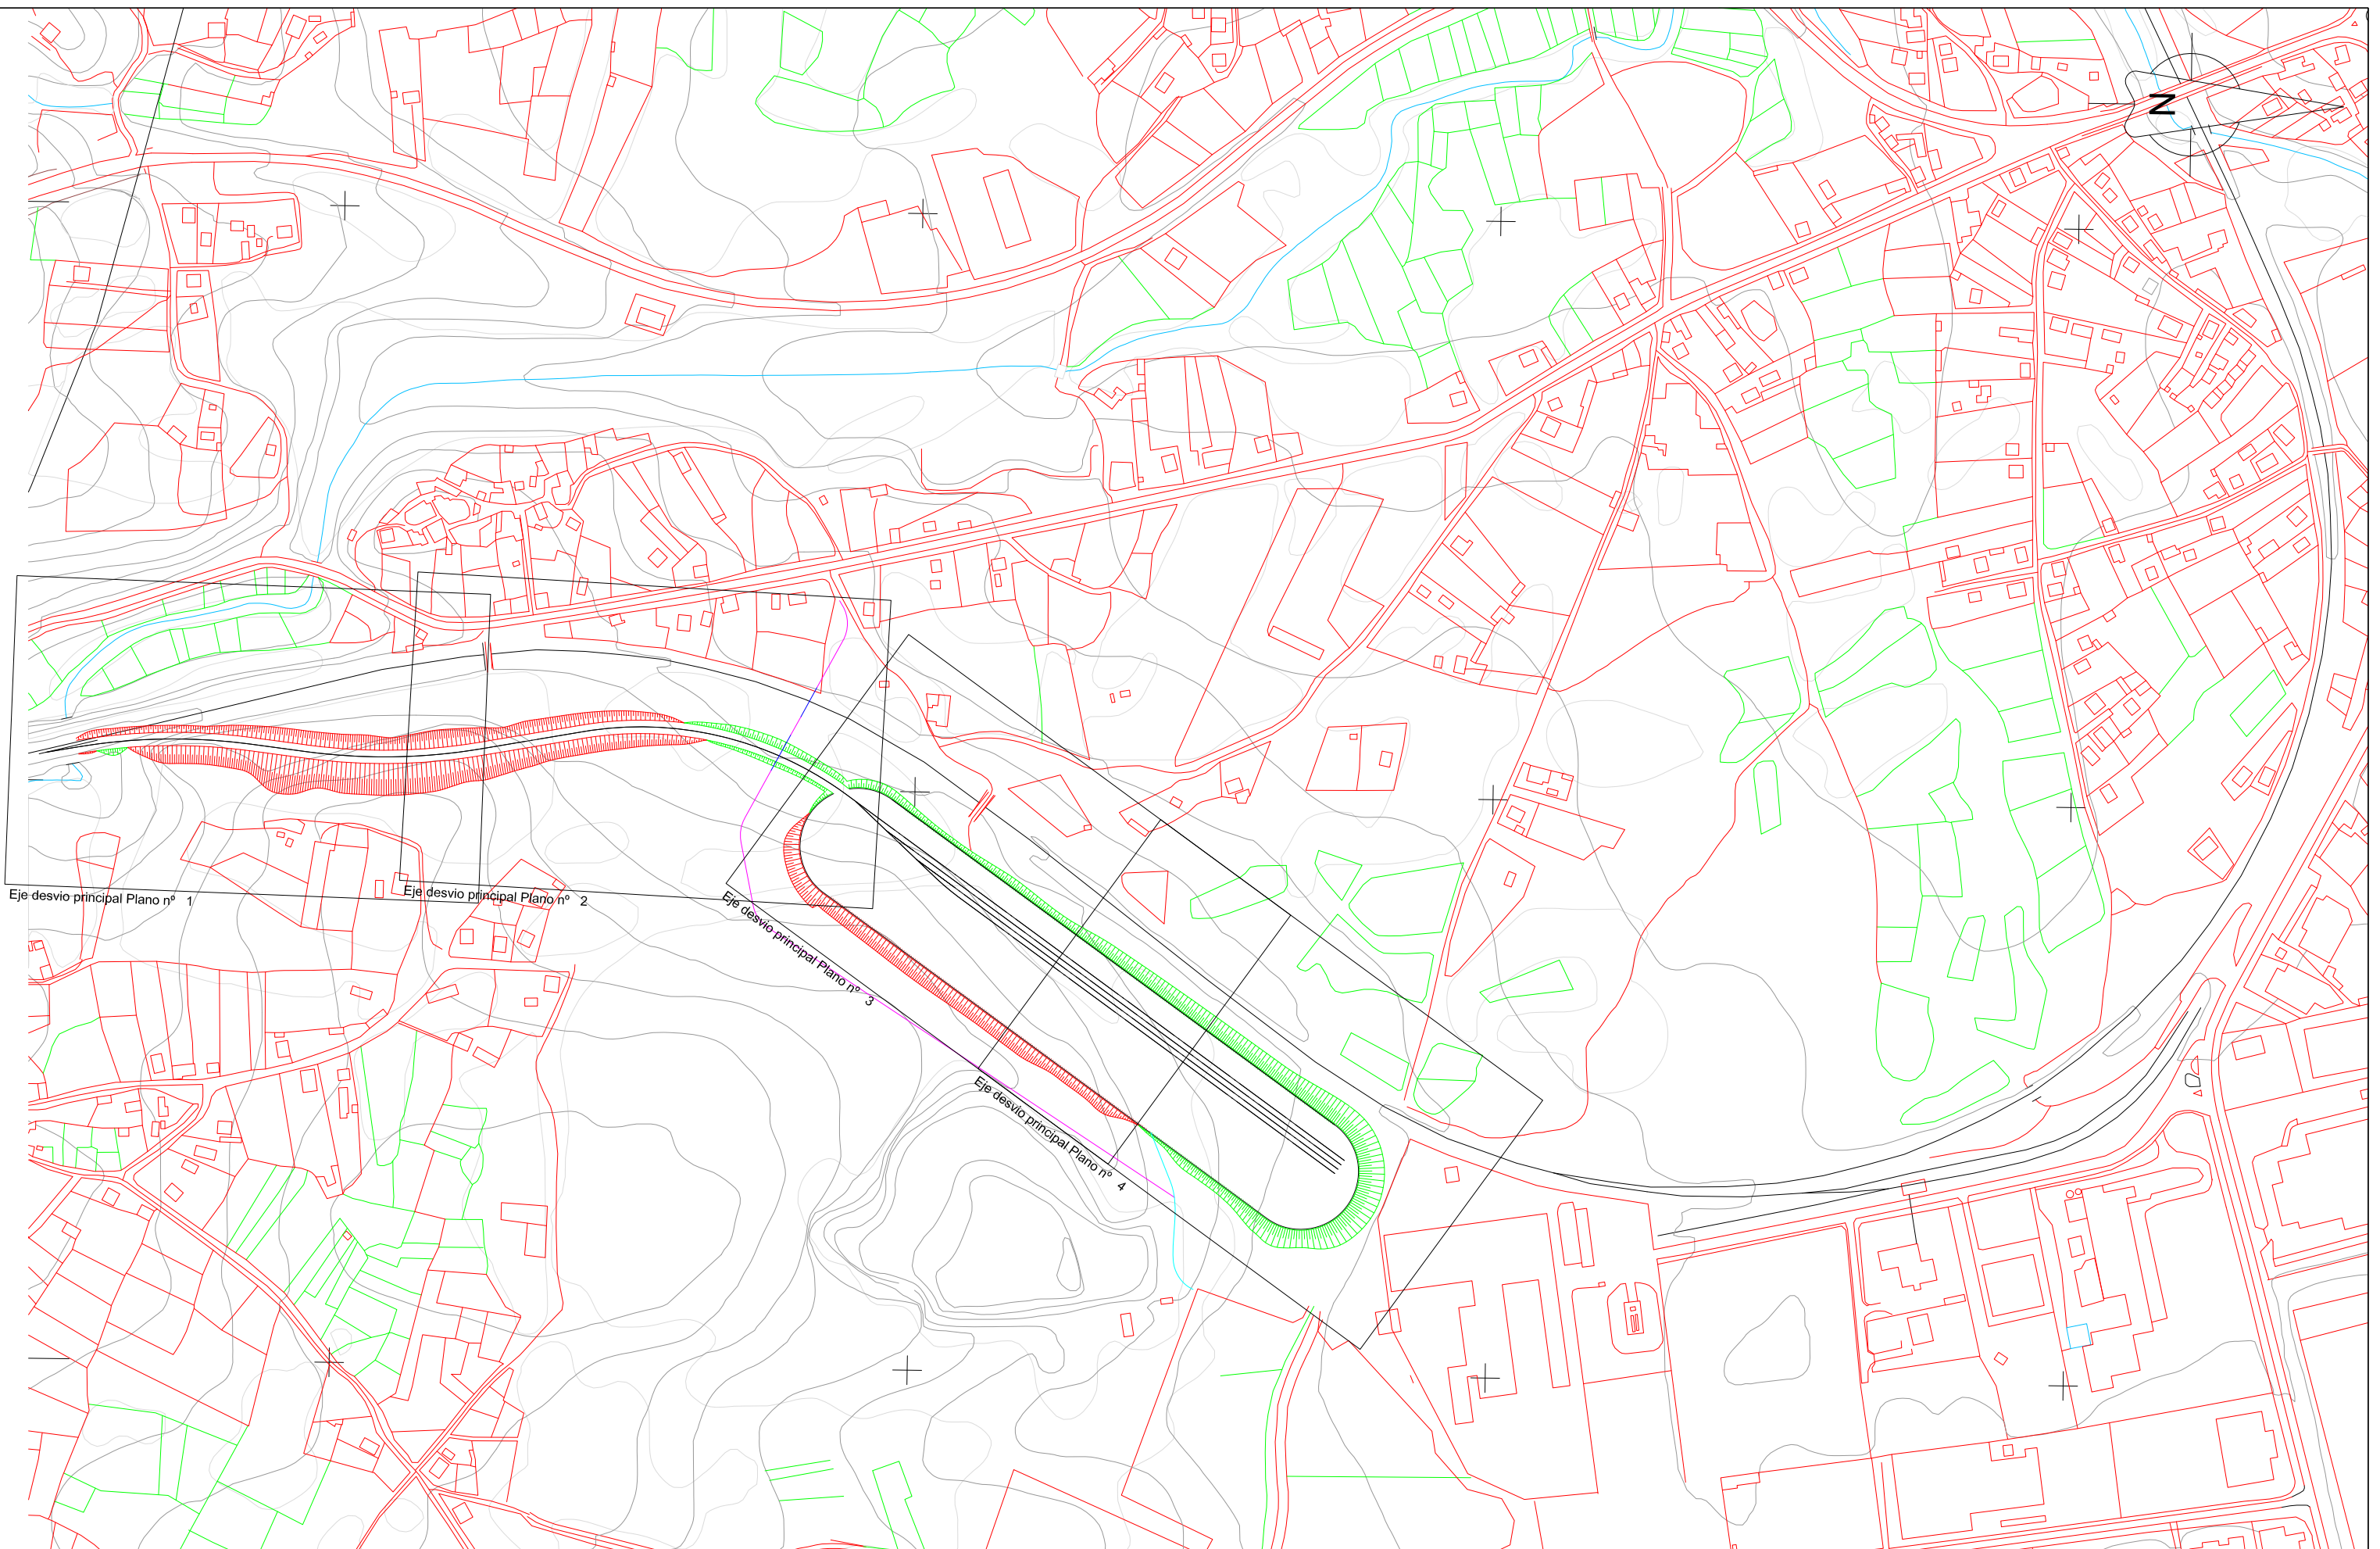 N
Eje desvio principal Plano nº 1
Eje desvio principal Plano nº 2
Eje desvio principal Plano nº 3
Eje desvio principal Plano nº 4